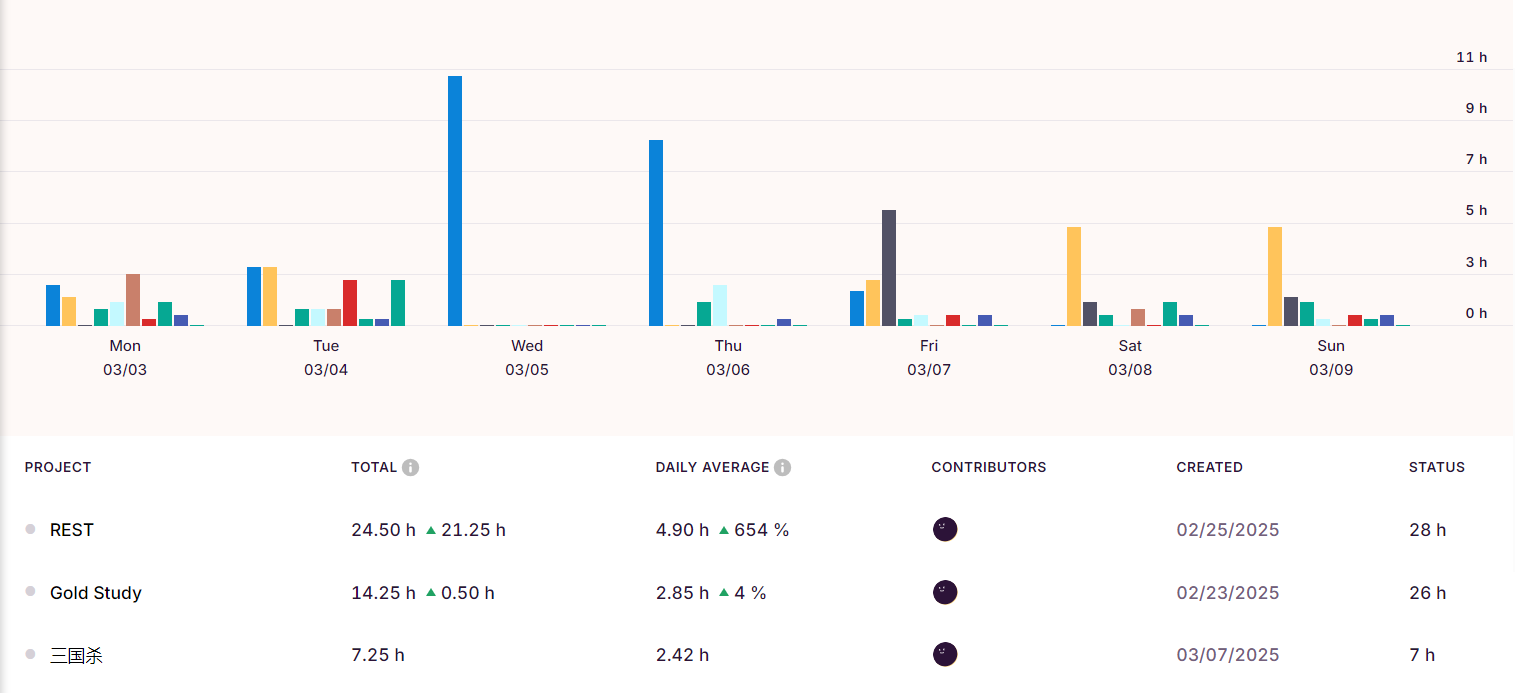 11 h
9 h
7 h
5 h
3 h
0 h
Mon Tue Wed Thu Fri Sat Sun
03/03 03/04 03/05 03/06 03/07 03/08 03/09
PROJECT TOTAL DAILY AVERAGE CONTRIBUTORS CREATED STATUS
REST 24.50 h ▲ 21.25 h 4.90 h ▲ 654 % 02/25/2025 28 h
Gold Study 14.25 h ▲ 0.50 h 2.85 h ▲ 4 % 02/23/2025 26 h
三国杀 7.25 h 2.42 h 03/07/2025 7 h